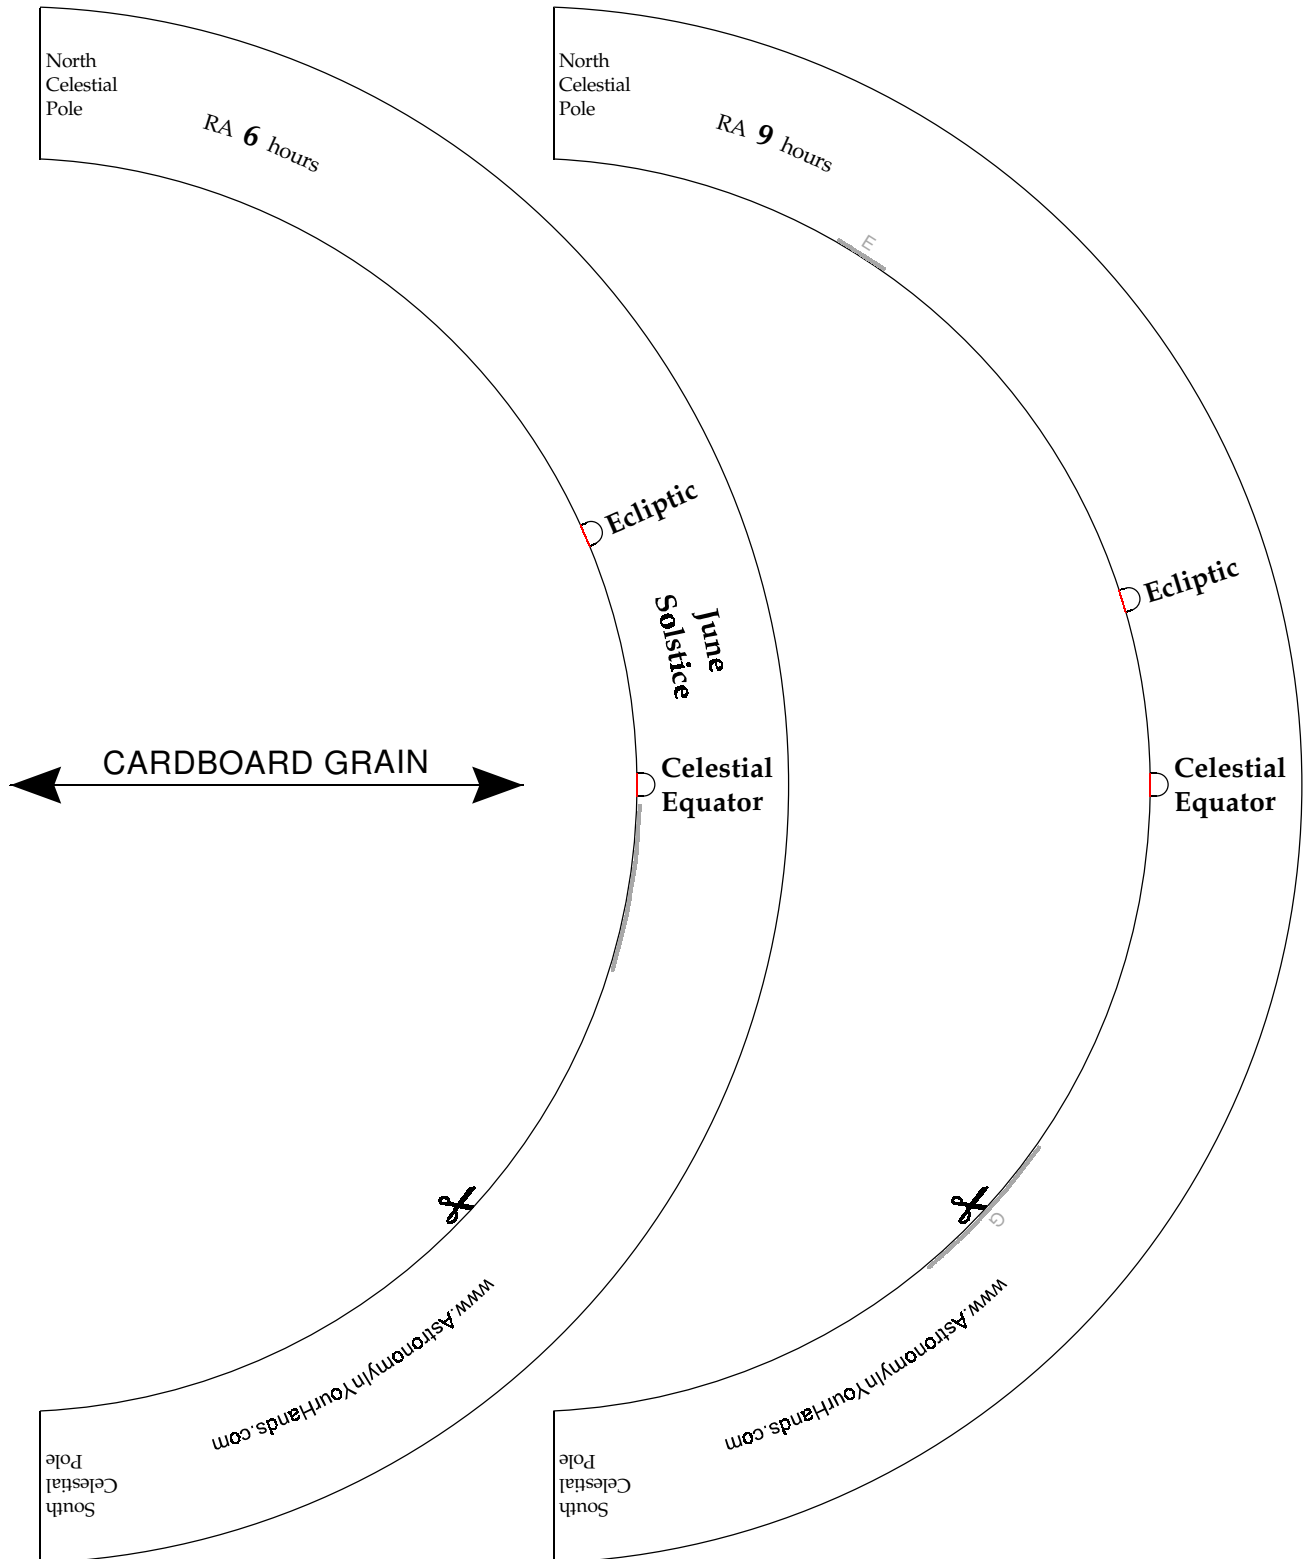 North
Celestial
Pole
RA 6 hours
Ecliptic
June
Solstice
CARDBOARD GRAIN
Celestial
Equator
www.AstronomyInYourHands.com
South
Celestial
Pole
North
Celestial
Pole
RA 9 hours
E
Ecliptic
Celestial
Equator
G
www.AstronomyInYourHands.com
South
Celestial
Pole